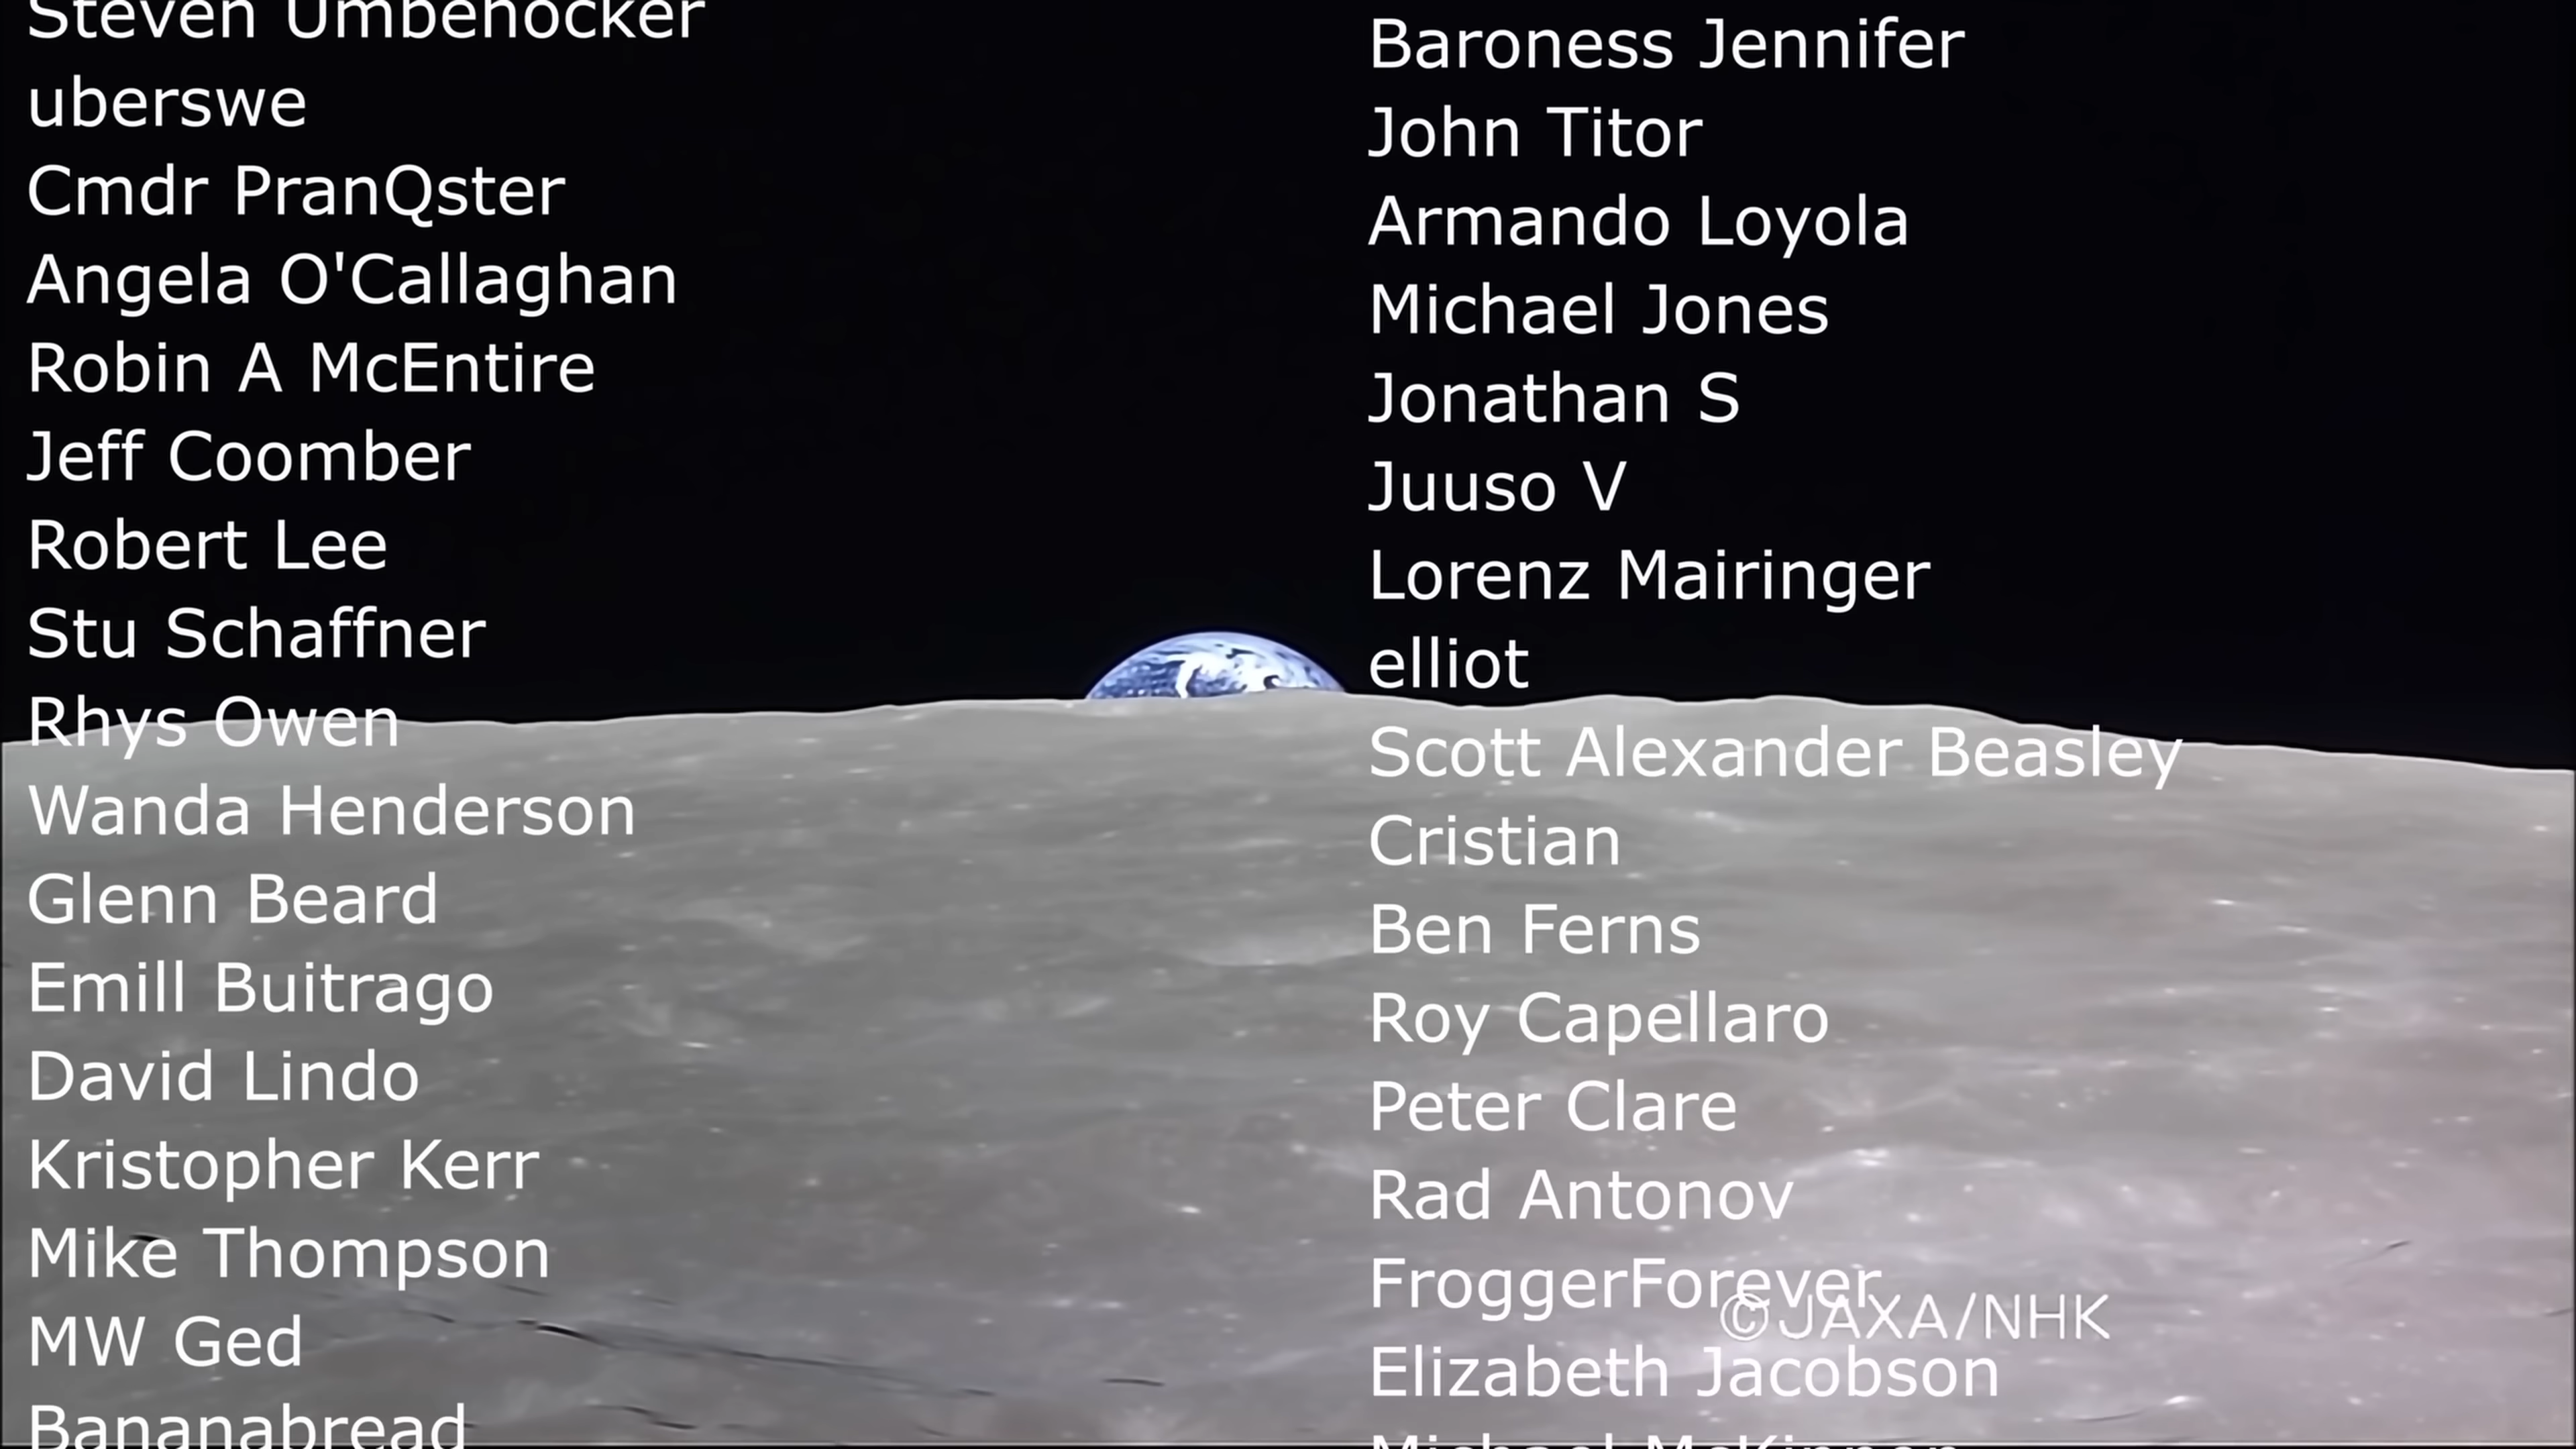 Steven Umbehocker
uberswe
Cmdr PranQster
Angela O'Callaghan
Robin A McEntire
Jeff Coomber
Robert Lee
Stu Schaffner
Rhys Owen
Wanda Henderson
Glenn Beard
Emill Buitrago
David Lindo
Kristopher Kerr
Mike Thompson
MW Ged
Bananabread
Baroness Jennifer
John Titor
Armando Loyola
Michael Jones
Jonathan S
Juuso V
Lorenz Mairinger
elliot
Scott Alexander Beasley
Cristian
Ben Ferns
Roy Capellaro
Peter Clare
Rad Antonov
FroggerForever
©JAXA/NHK
Elizabeth Jacobson
Michael